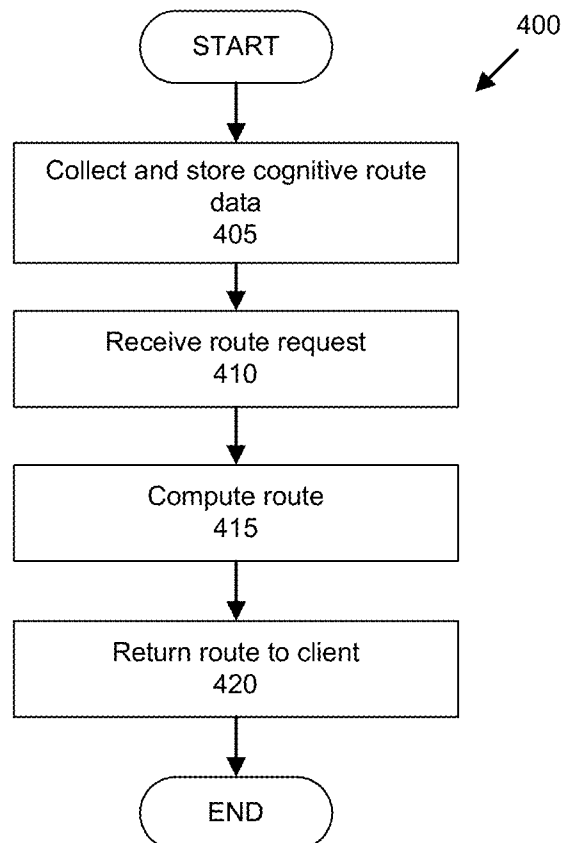 START
400
Collect and store cognitive route
data
405
Receive route request
410
Compute route
415
Return route to client
420
END